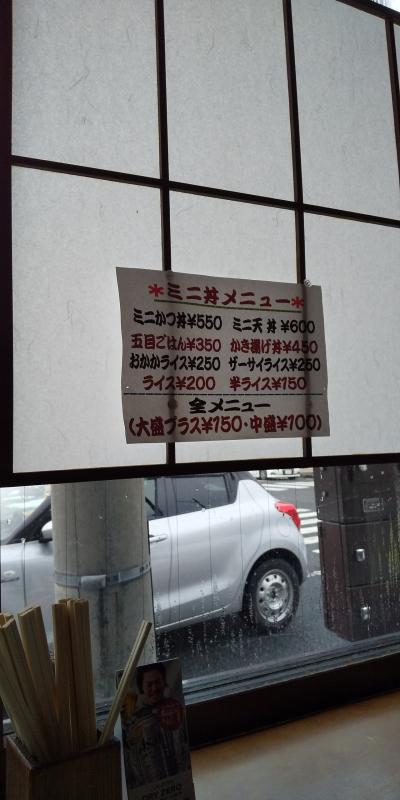 *ミニ丼メニュー*
ミニかつ丼¥550 ミニ天丼¥600
五目ごはん¥350 かき揚げ丼¥450
おかかライス¥250 ザーサイライス¥250
ライス¥200 半ライス¥150
全メニュー
(大盛プラス¥150・中盛¥100)
DRY ZERO